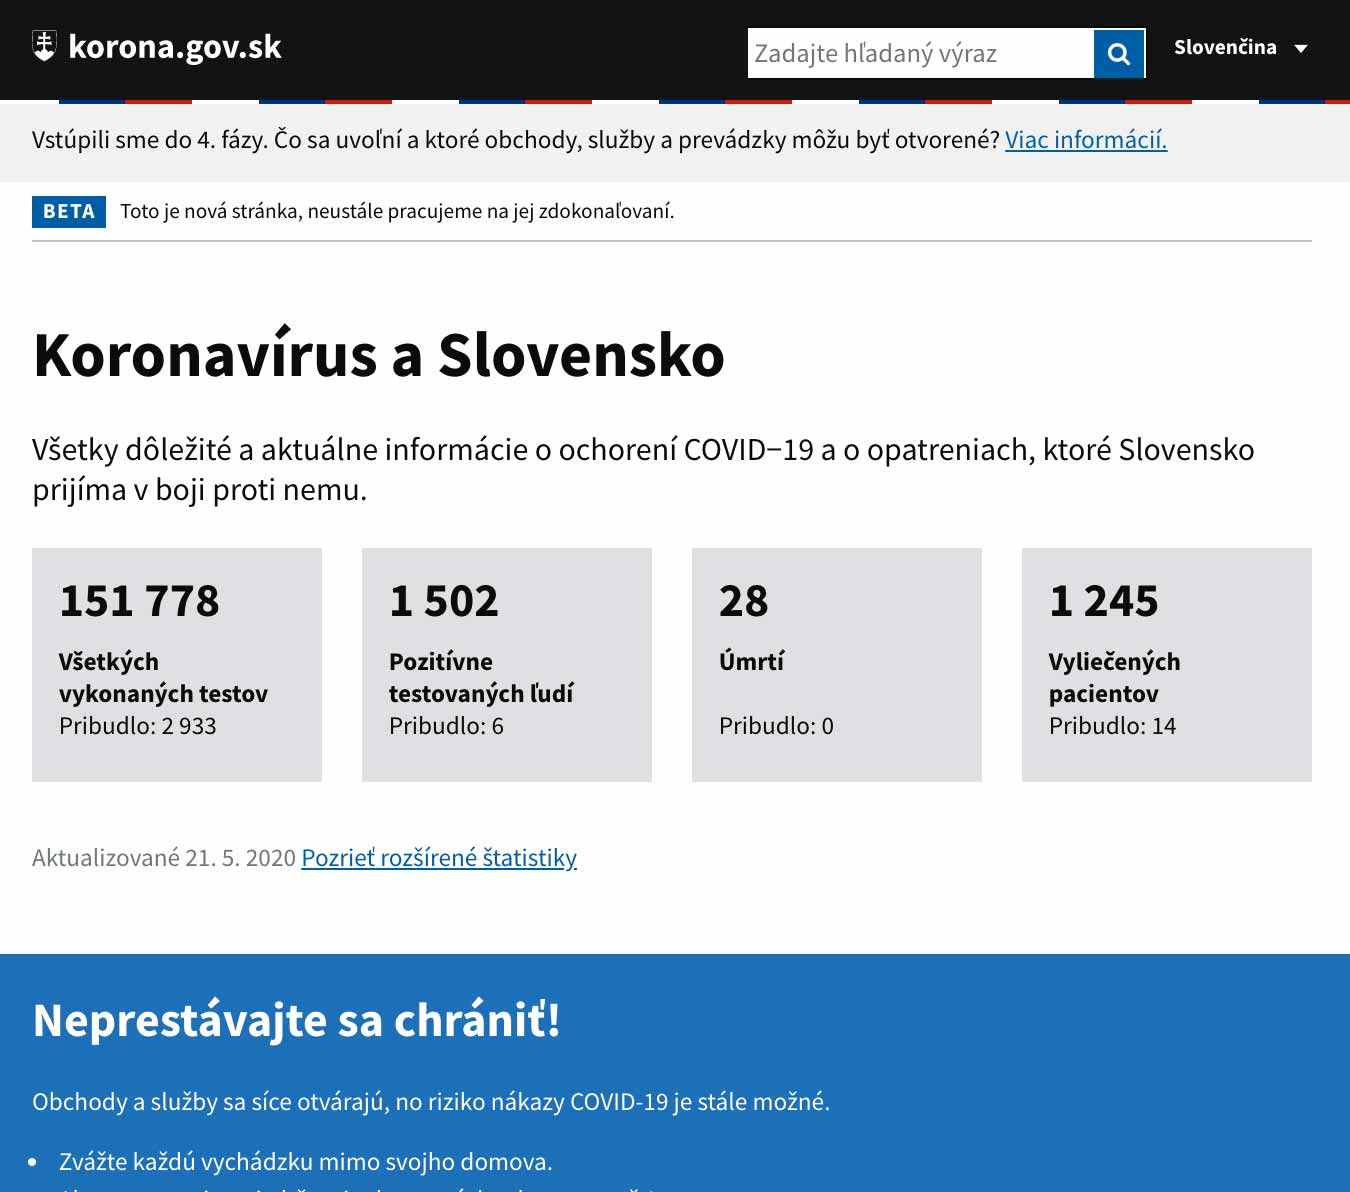 korona.gov.sk
Zadajte hľadaný výraz
Slovenčina
Vstúpili sme do 4. fázy. Čo sa uvoľní a ktoré obchody, služby a prevádzky môžu byť otvorené? Viac informácií.
BETA Toto je nová stránka, neustále pracujeme na jej zdokonaľovaní.
Koronavírus a Slovensko
Všetky dôležité a aktuálne informácie o ochorení COVID−19 a o opatreniach, ktoré Slovensko
prijíma v boji proti nemu.
151 778
Všetkých
vykonaných testov
Pribudlo: 2 933
1 502
Pozitívne
testovaných ľudí
Pribudlo: 6
28
Úmrtí
Pribudlo: 0
1 245
Vyliečených
pacientov
Pribudlo: 14
Aktualizované 21. 5. 2020 Pozrieť rozšírené štatistiky
Neprestávajte sa chrániť!
Obchody a služby sa síce otvárajú, no riziko nákazy COVID-19 je stále možné.
• Zvážte každú vychádzku mimo svojho domova.